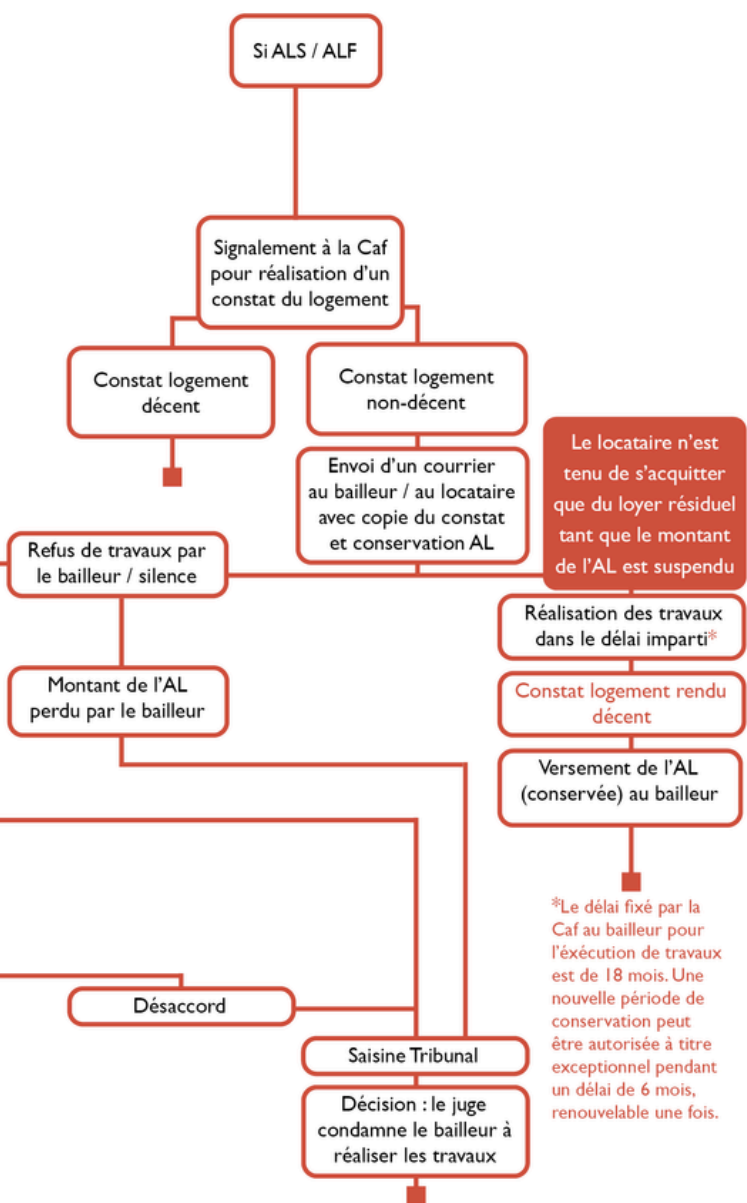 Si ALS / ALF
Signalement à la Caf
pour réalisation d'un
constat du logement
Constat logement
décent
Constat logement
non-décent
Envoi d'un courrier
au bailleur / au locataire
avec copie du constat
et conservation AL
Le locataire n'est
tenu de s'acquitter
que du loyer résiduel
tant que le montant
de l'AL est suspendu
Refus de travaux par
le bailleur / silence
Réalisation des travaux
dans le délai imparti*
Montant de l'AL
perdu par le bailleur
Constat logement rendu
décent
Versement de l'AL
(conservée) au bailleur
*Le délai fixé par la
Caf au bailleur pour
l'éxécution de travaux
est de 18 mois. Une
nouvelle période de
conservation peut
être autorisée à titre
exceptionnel pendant
un délai de 6 mois,
renouvelable une fois.
Désaccord
Saisine Tribunal
Décision : le juge
condamne le bailleur à
réaliser les travaux